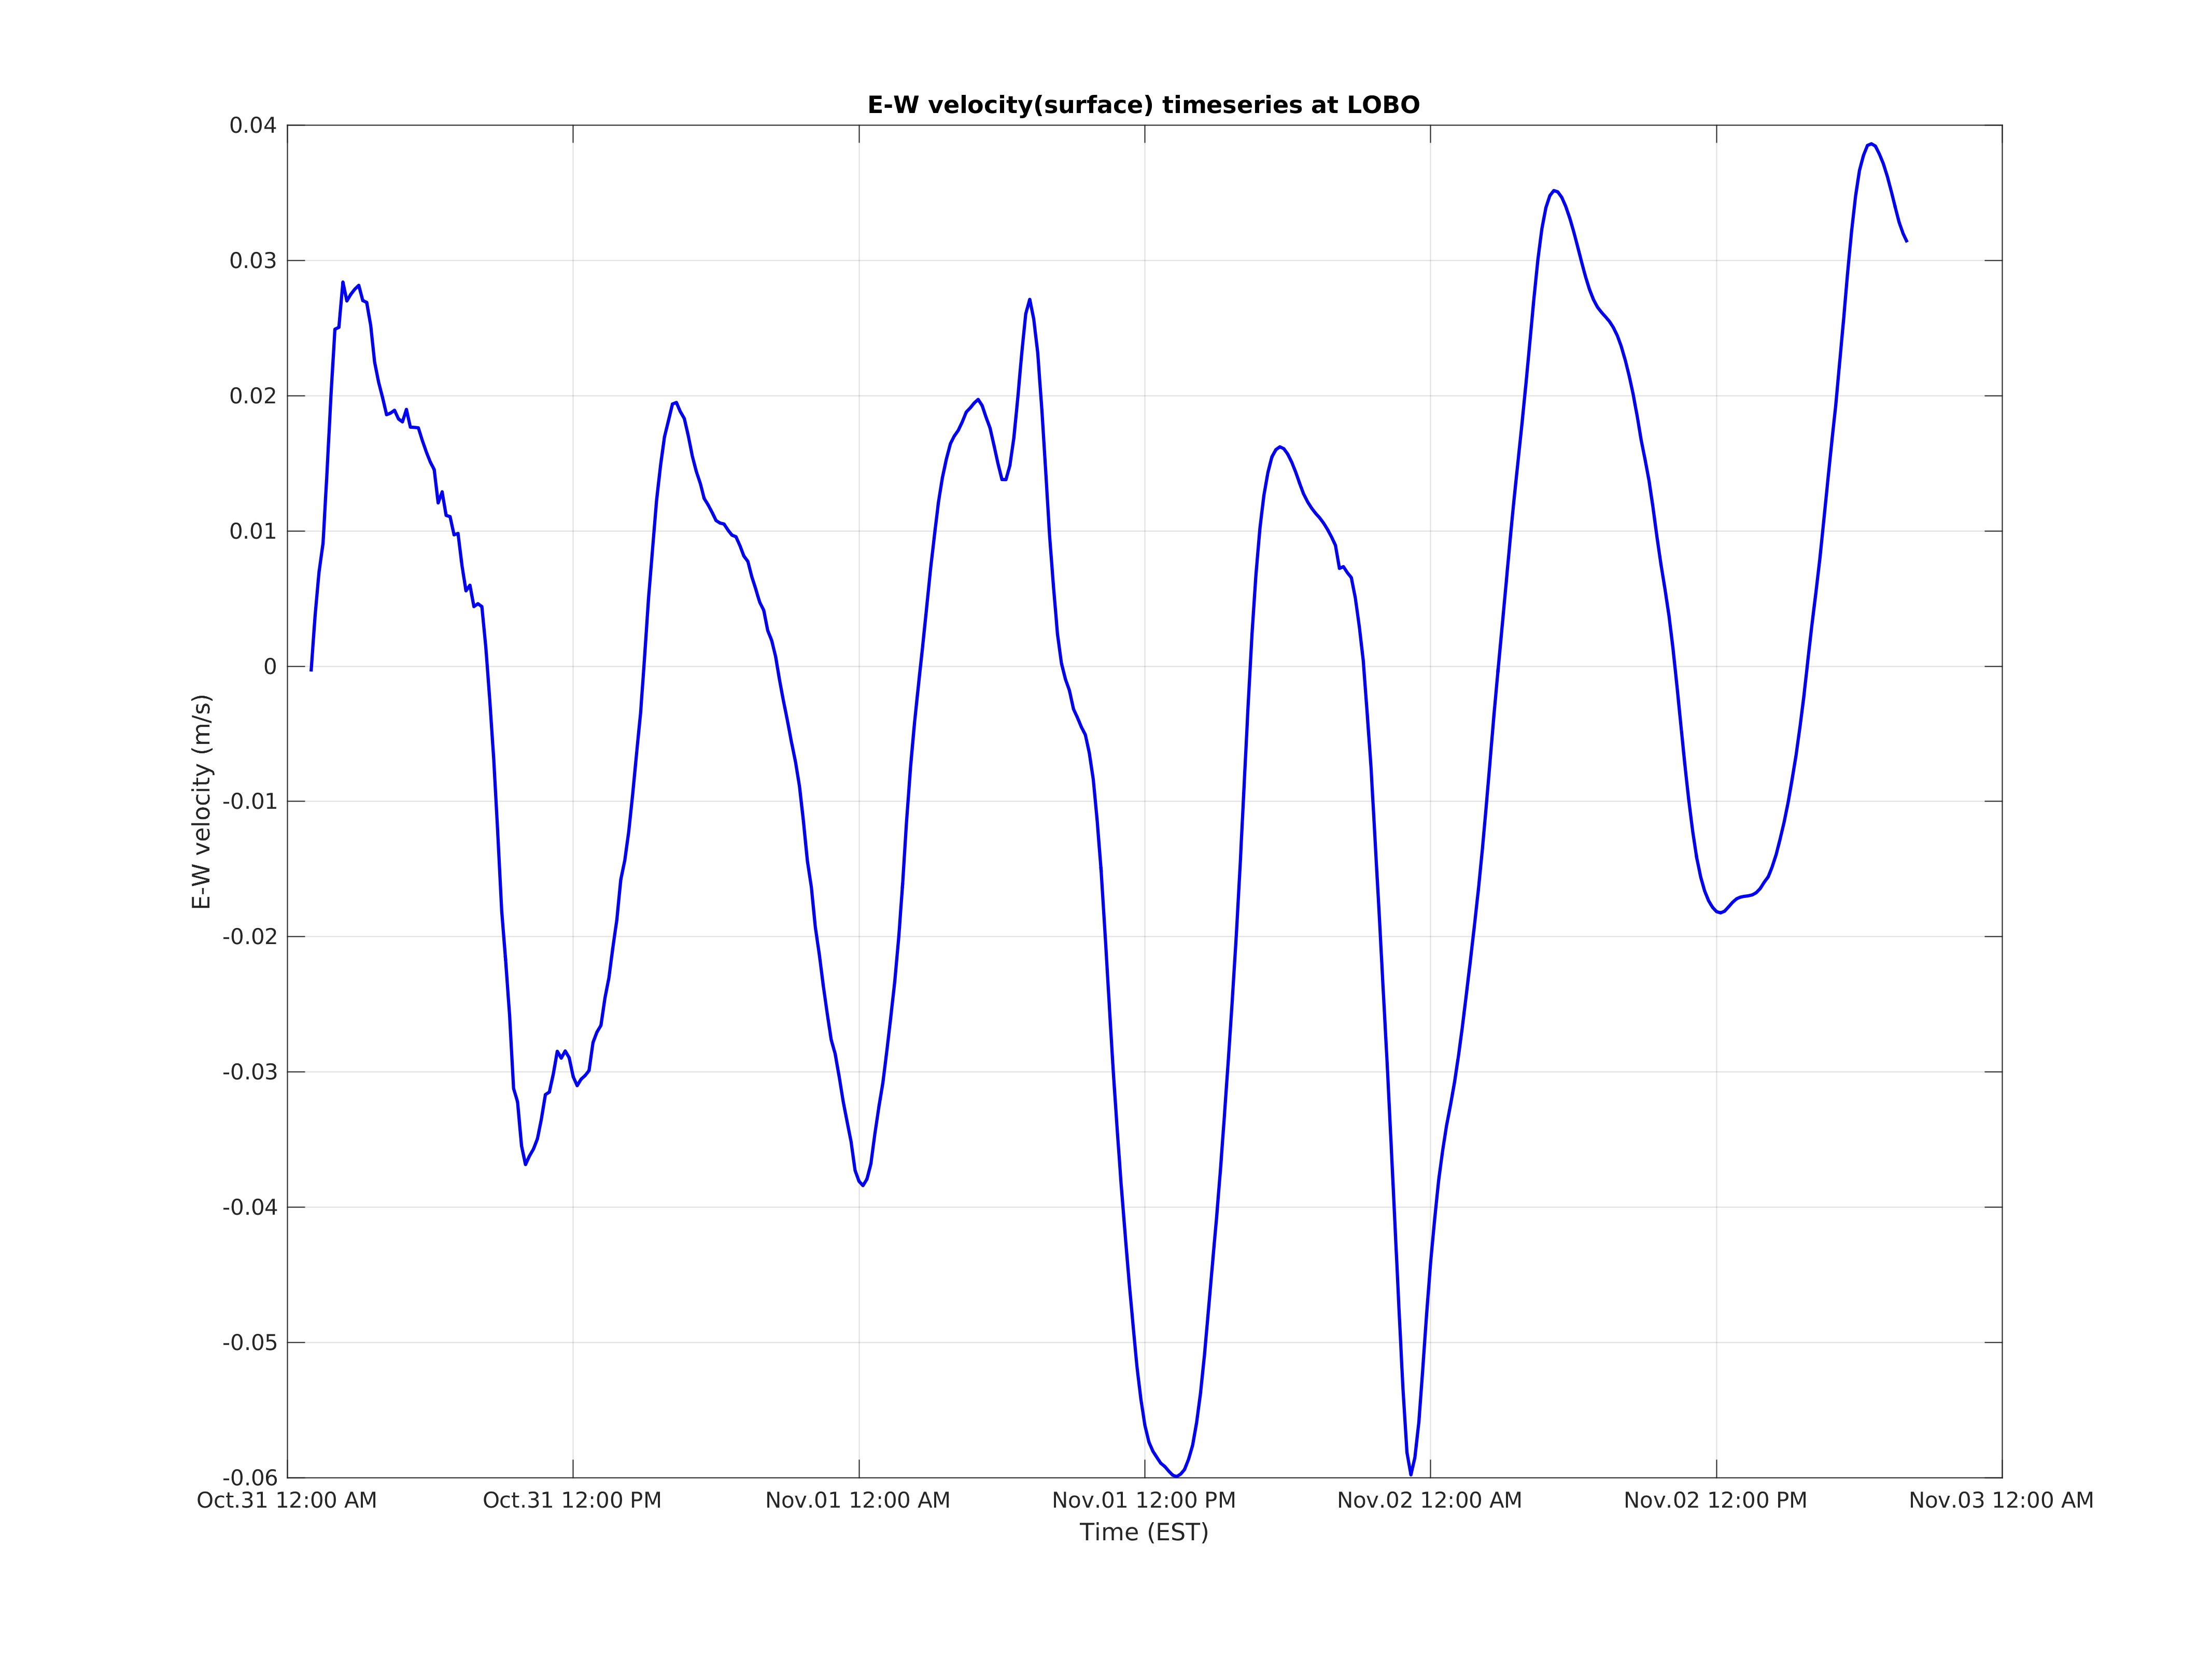 E-W velocity(surface) timeseries at LOBO
0.04
0.03
0.02
0.01
0
-0.01
-0.02
-0.03
-0.04
-0.05
-0.06
E-W velocity (m/s)
Oct.31 12:00 AM Oct.31 12:00 PM Nov.01 12:00 AM Nov.01 12:00 PM Nov.02 12:00 AM Nov.02 12:00 PM Nov.03 12:00 AM
Time (EST)